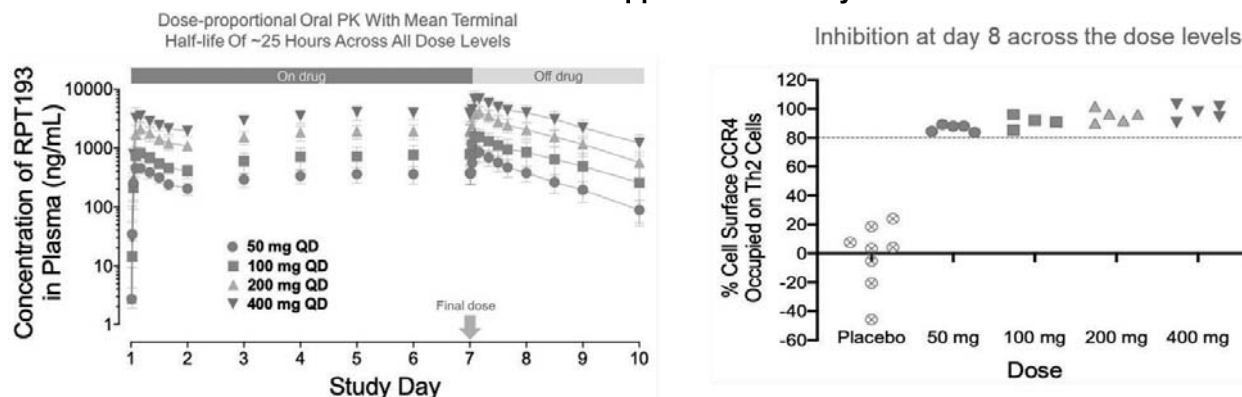 Dose-proportional Oral PK With Mean Terminal
Half-life Of ~25 Hours Across All Dose Levels
On drug
Off drug
Concentration of RPT193
in Plasma (ng/mL)
10000
1000
100
10
1
50 mg QD
100 mg QD
200 mg QD
400 mg QD
Final dose
1 2 3 4 5 6 7 8 9 10
Study Day
Inhibition at day 8 across the dose levels
% Cell Surface CCR4
Occupied on Th2 Cells
120
100
80
60
40
20
0
-20
-40
-60
Placebo 50 mg 100 mg 200 mg 400 mg
Dose